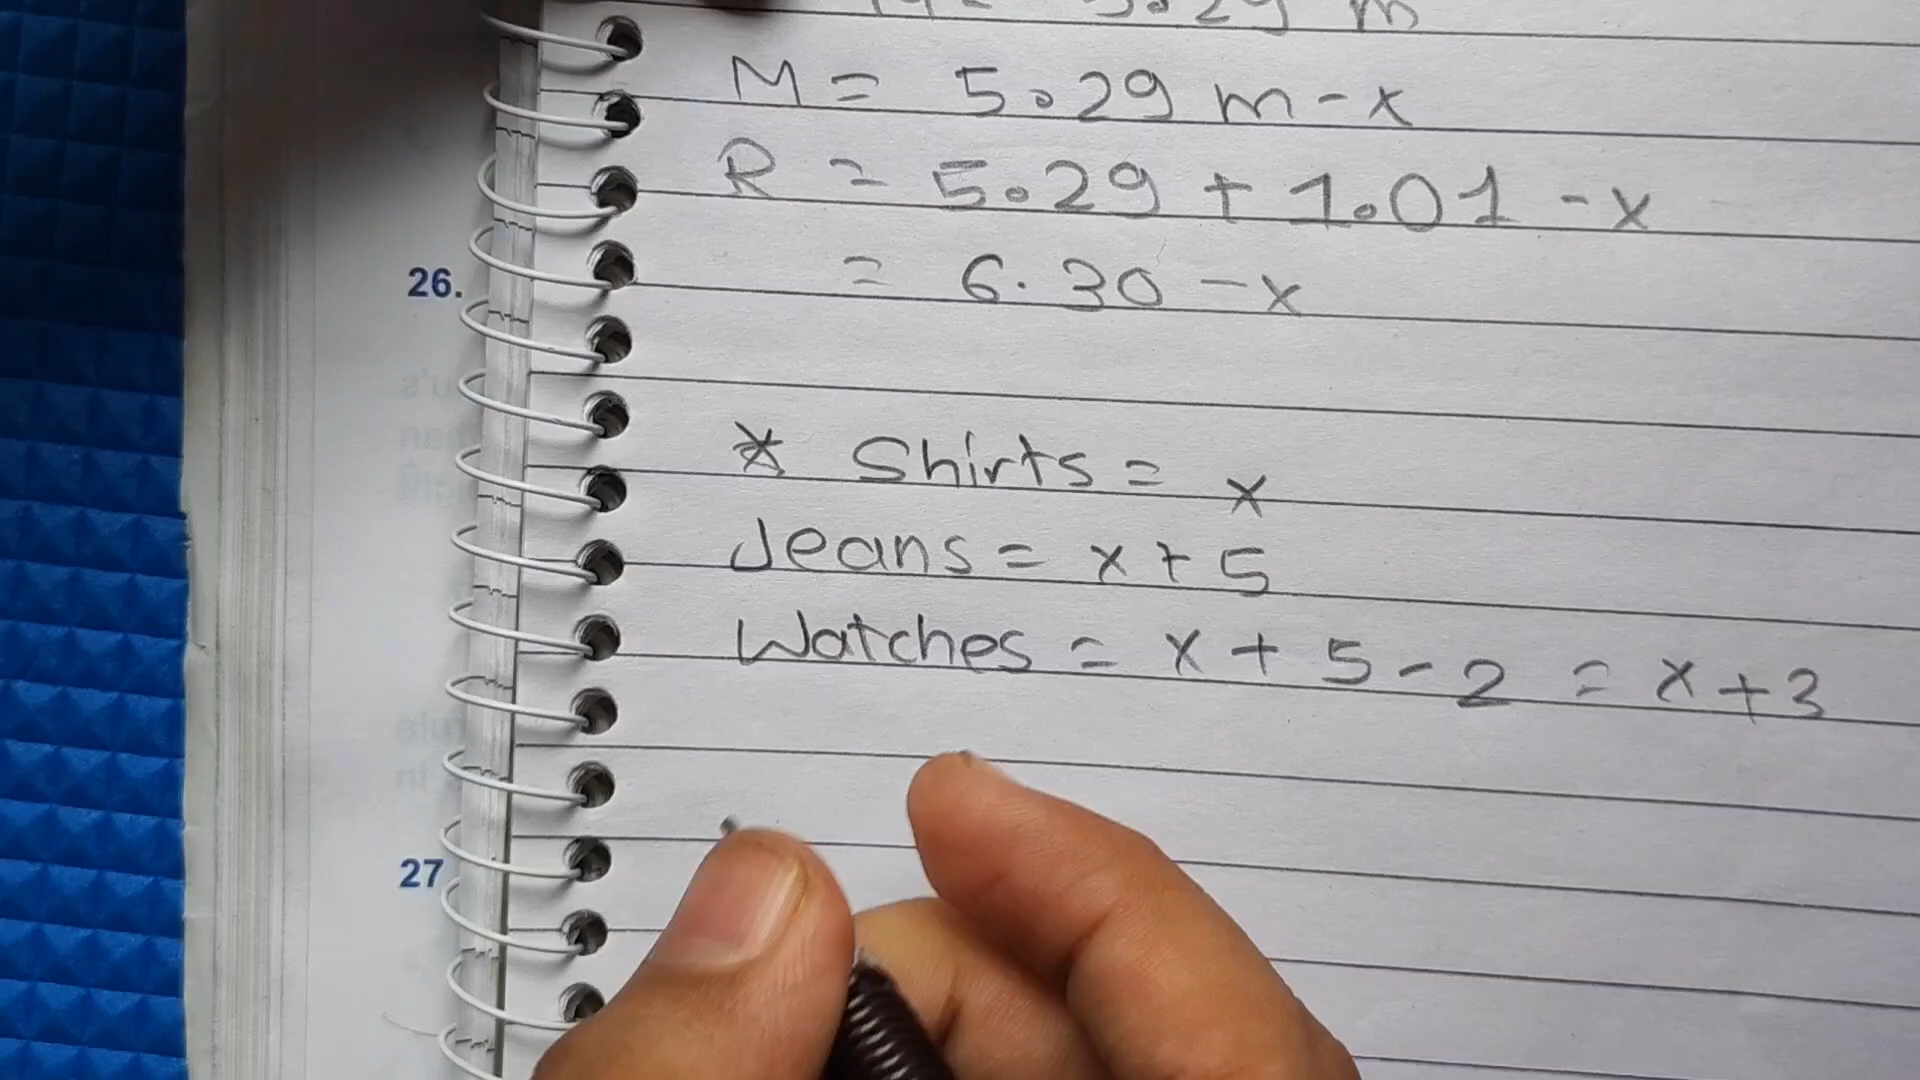 M = 5.29 m - x
R = 5.29 + 1.01 - x
= 6.30 - x
26.
* Shirts = x
Jeans = x + 5
Watches = x + 5 - 2 = x + 3
27